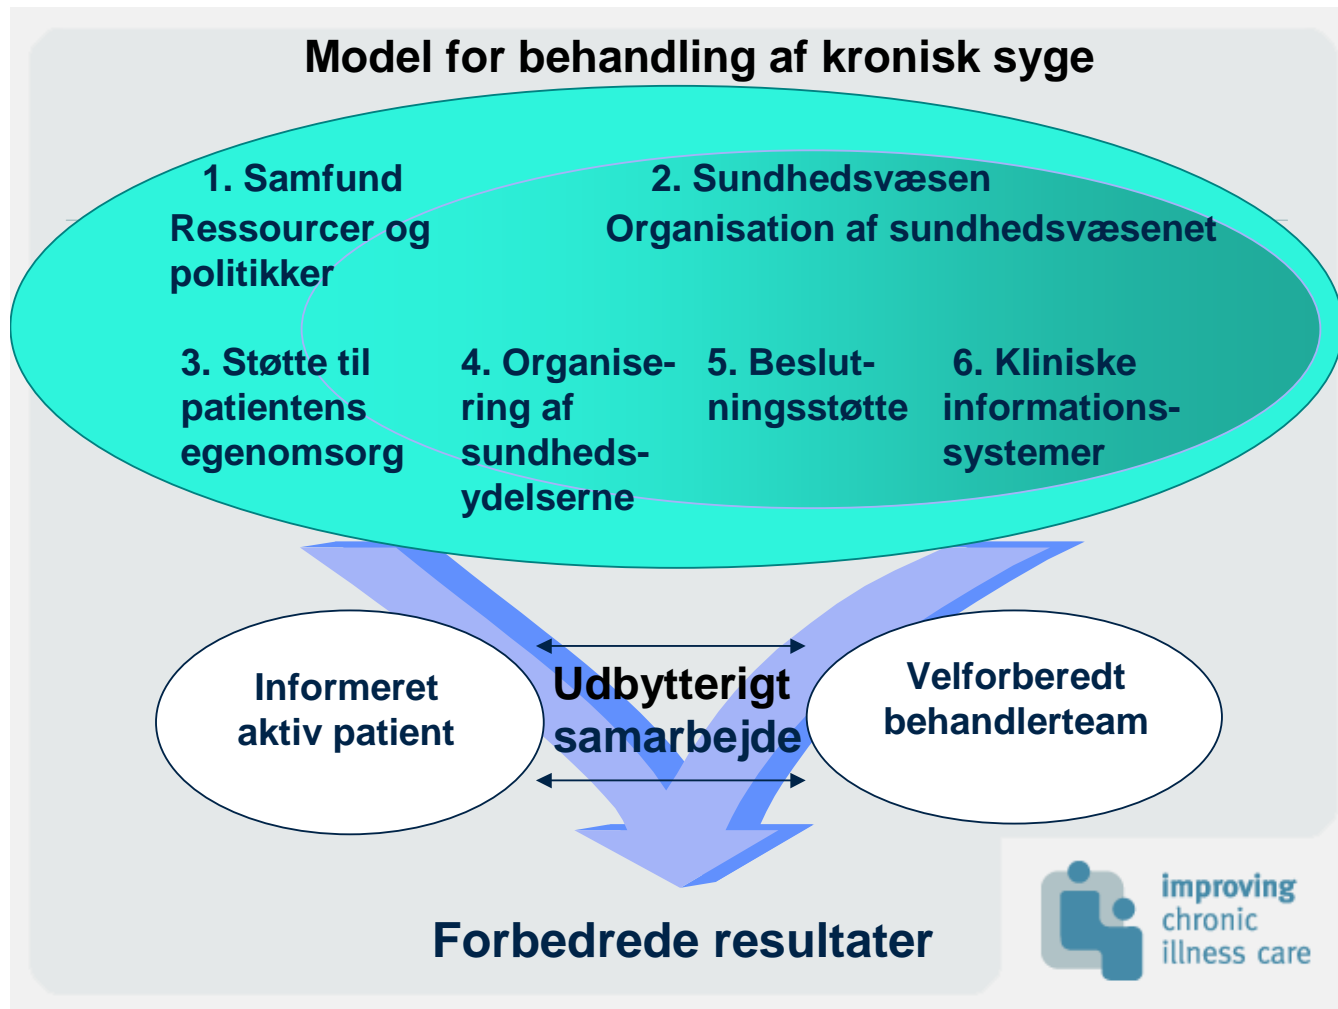 Model for behandling af kronisk syge
1. Samfund
Ressourcer og
politikker
2. Sundhedsvæsen
Organisation af sundhedsvæsenet
3. Støtte til
patientens
egenomsorg
4. Organise-
ring af
sundheds-
ydelserne
5. Beslut-
ningsstøtte
6. Kliniske
informations-
systemer
Informeret
aktiv patient
Udbytterigt
samarbejde
Velforberedt
behandlerteam
Forbedrede resultater
improving
chronic
illness care